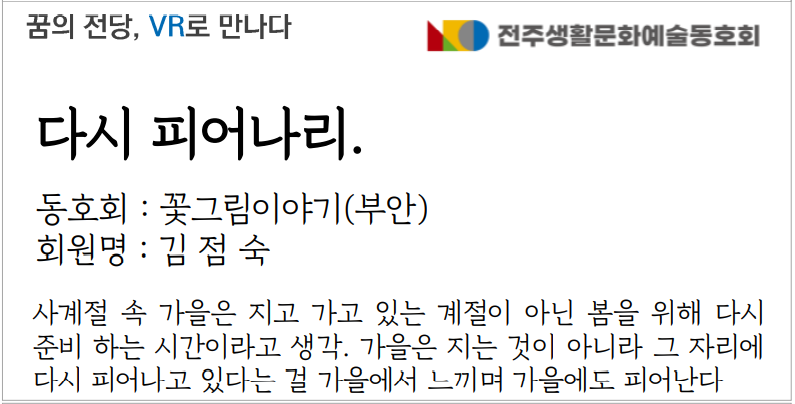 꿈의 전당, VR로 만나다
전주생활문화예술동호회
다시 피어나리.
동호회 : 꽃그림이야기(부안)
회원명 : 김 점 숙
사계절 속 가을은 지고 가고 있는 계절이 아닌 봄을 위해 다시
준비 하는 시간이라고 생각. 가을은 지는 것이 아니라 그 자리에
다시 피어나고 있다는 걸 가을에서 느끼며 가을에도 피어난다